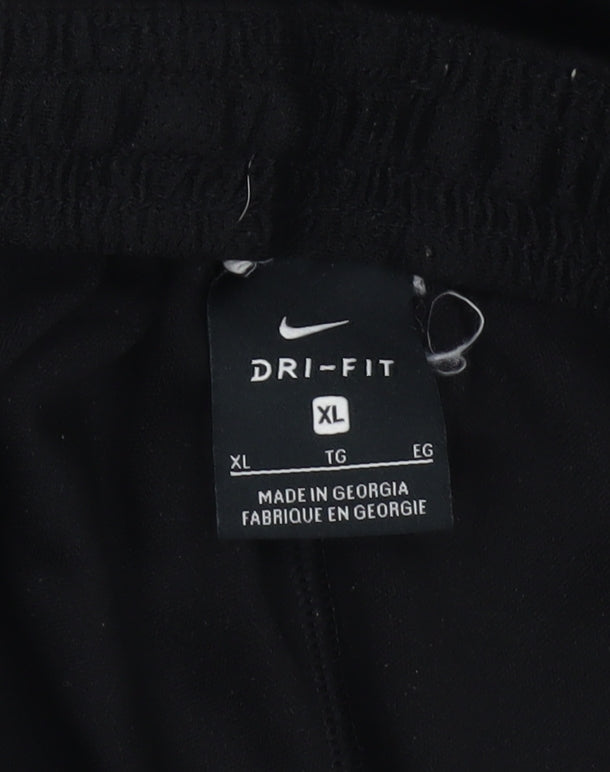 DRI-FIT
XL
XL TG EG
MADE IN GEORGIA
FABRIQUE EN GEORGIE